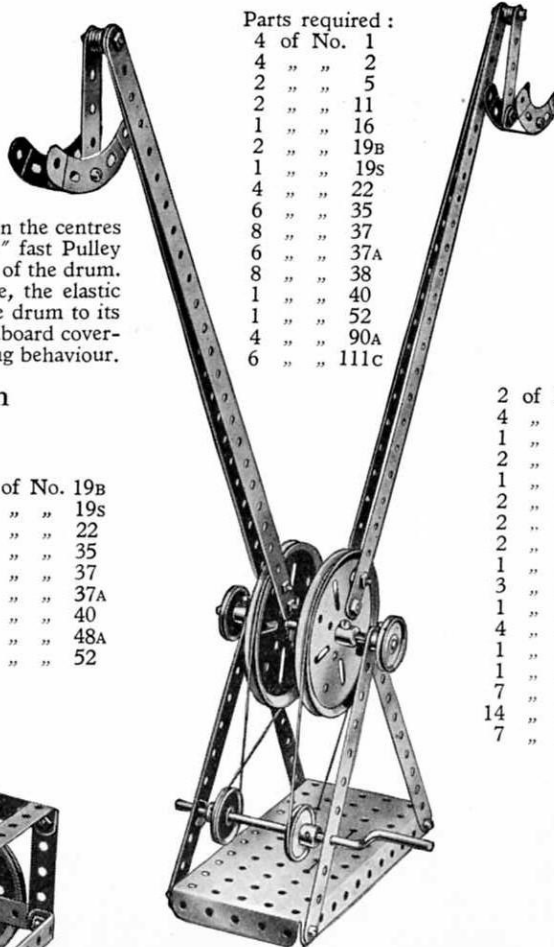 Parts required :
4 of No. 1
4 „ „ 2
2 „ „ 5
2 „ „ 11
1 „ „ 16
2 „ „ 19B
1 „ „ 19S
4 „ „ 22
6 „ „ 35
8 „ „ 37
6 „ „ 37A
8 „ „ 38
1 „ „ 40
1 „ „ 52
4 „ „ 90A
6 „ „ 111C
n the centres
" fast Pulley
of the drum.
e, the elastic
e drum to its
board cover-
g behaviour.
of No. 19B
„ „ 19S
„ „ 22
„ „ 35
„ „ 37
„ „ 37A
„ „ 40
„ „ 48A
„ „ 52
2 of
4 „
1 „
2 „
1 „
2 „
2 „
2 „
1 „
3 „
1 „
4 „
1 „
1 „
7 „
14 „
7 „